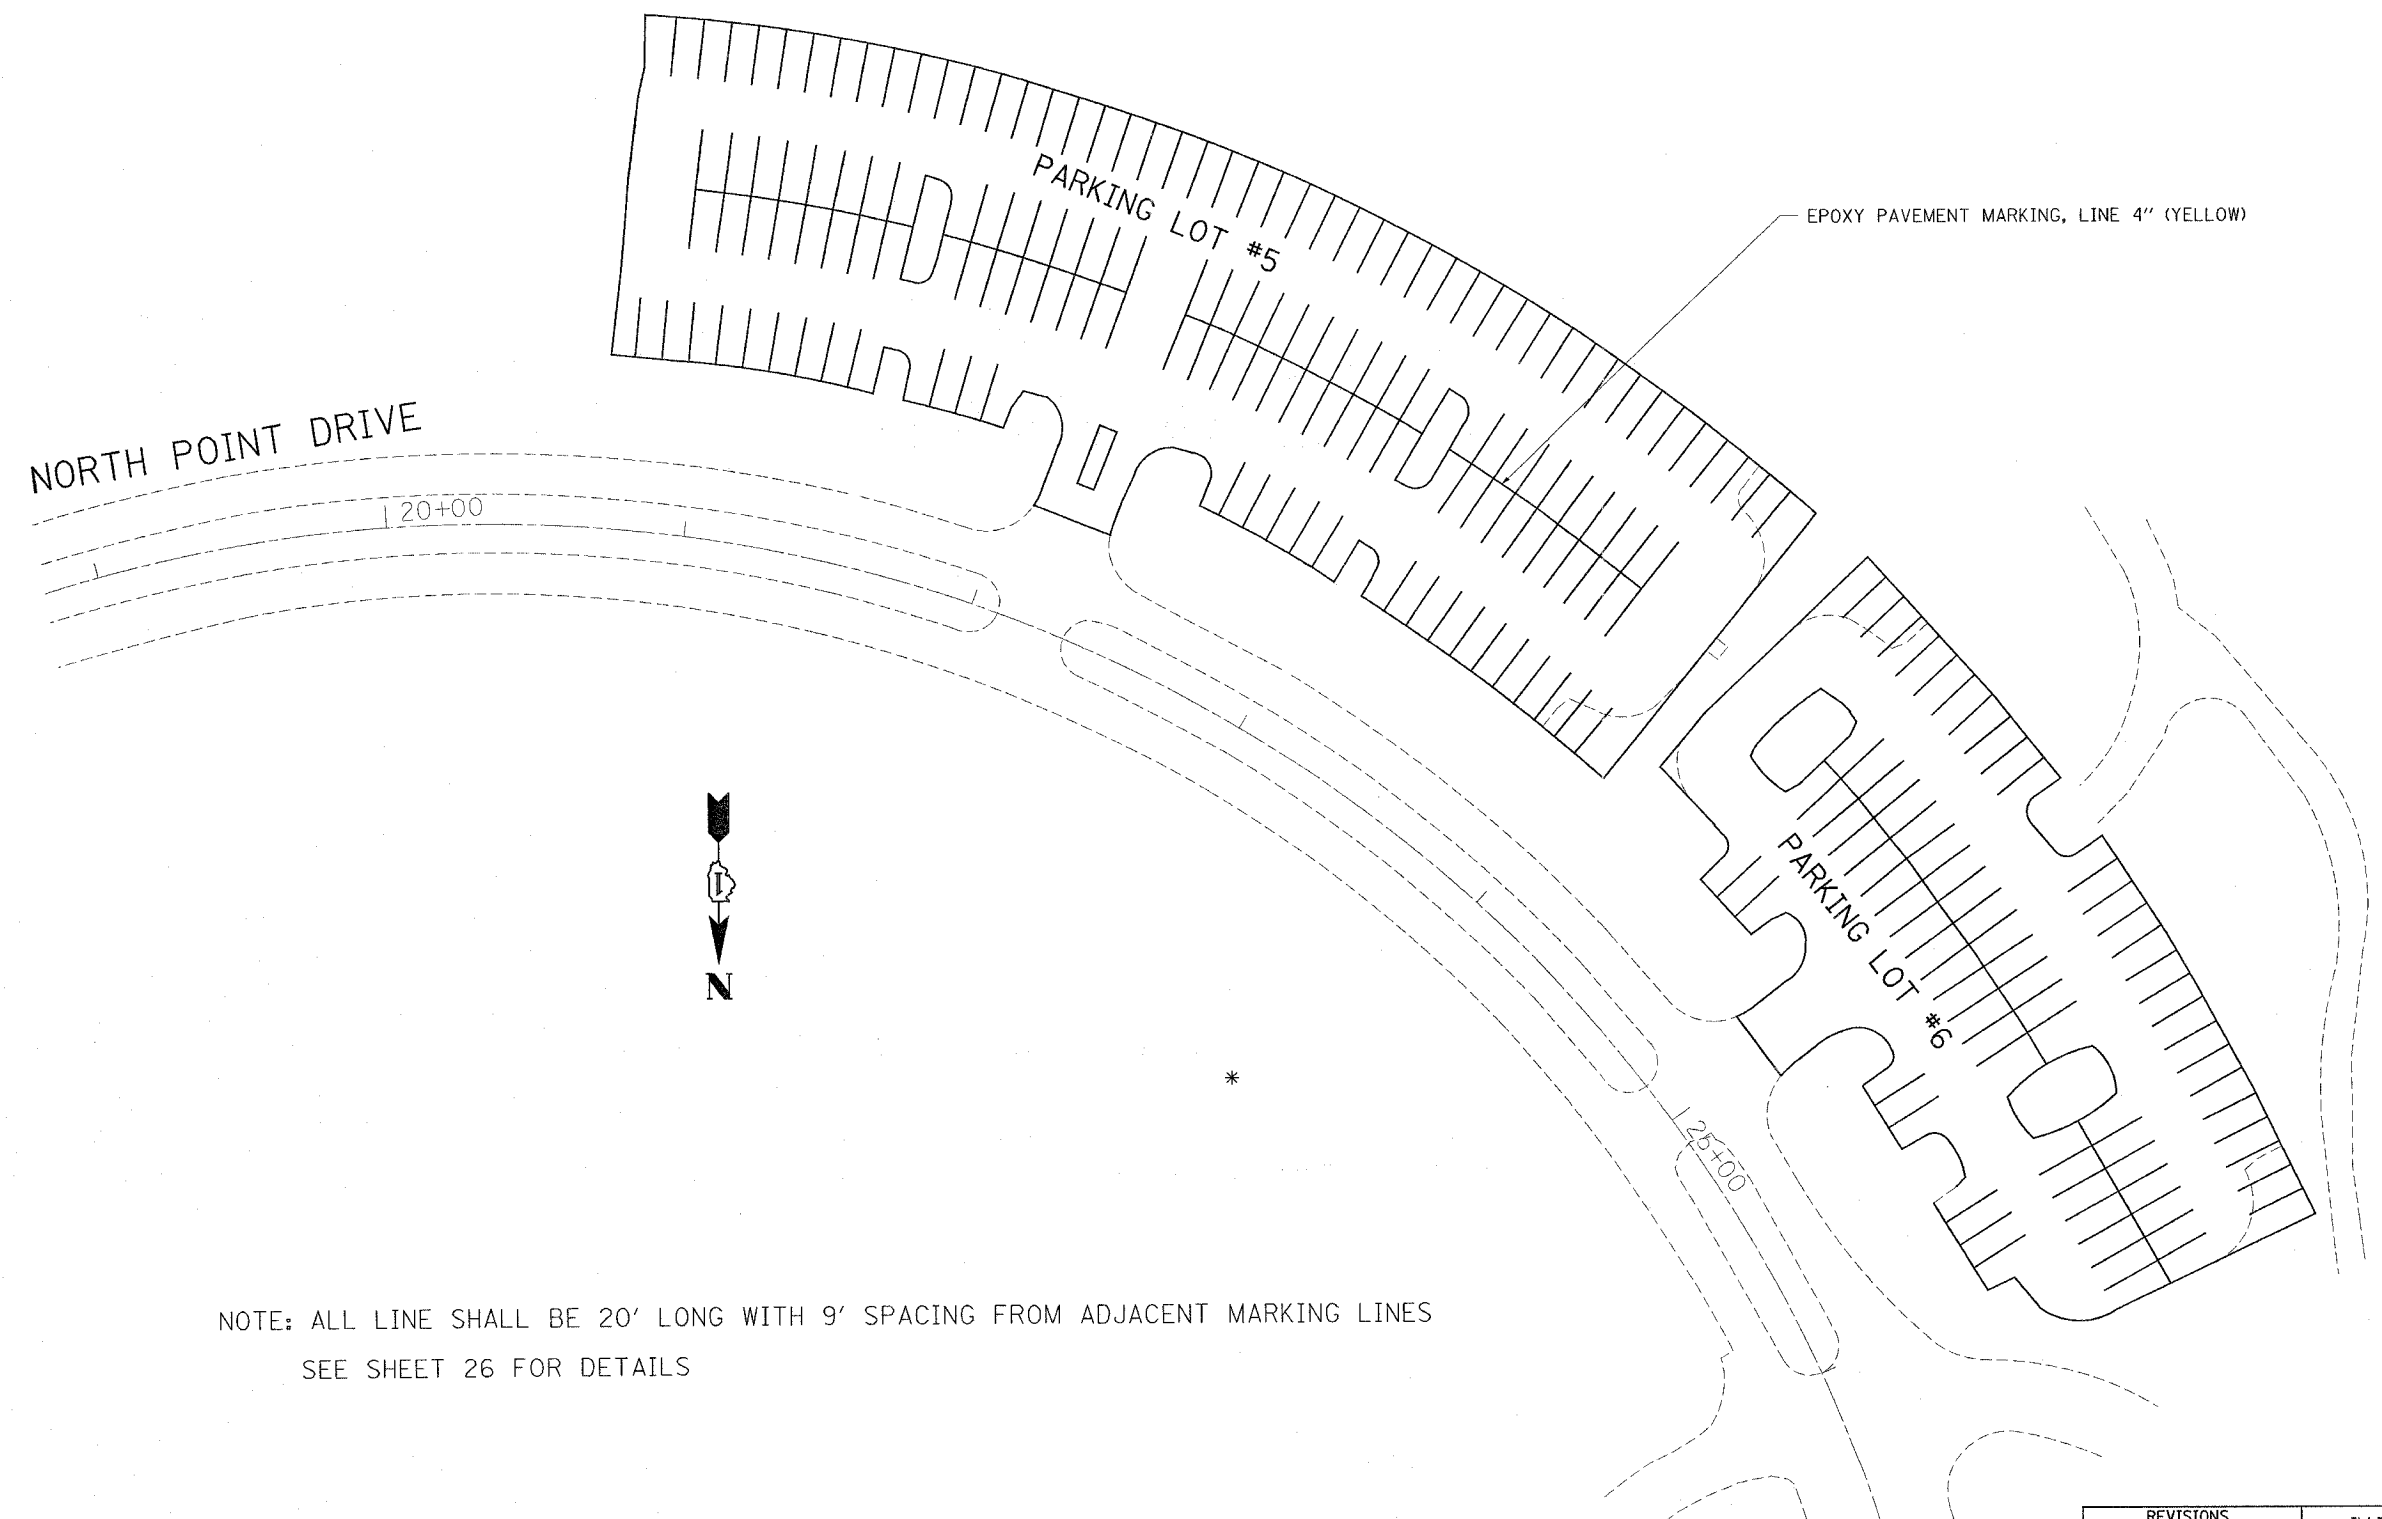 PARKING LOT #5
EPOXY PAVEMENT MARKING, LINE 4" (YELLOW)
NORTH POINT DRIVE
20+00
PARKING LOT #6
N
25+00
NOTE: ALL LINE SHALL BE 20' LONG WITH 9' SPACING FROM ADJACENT MARKING LINES
SEE SHEET 26 FOR DETAILS
REVISIONS